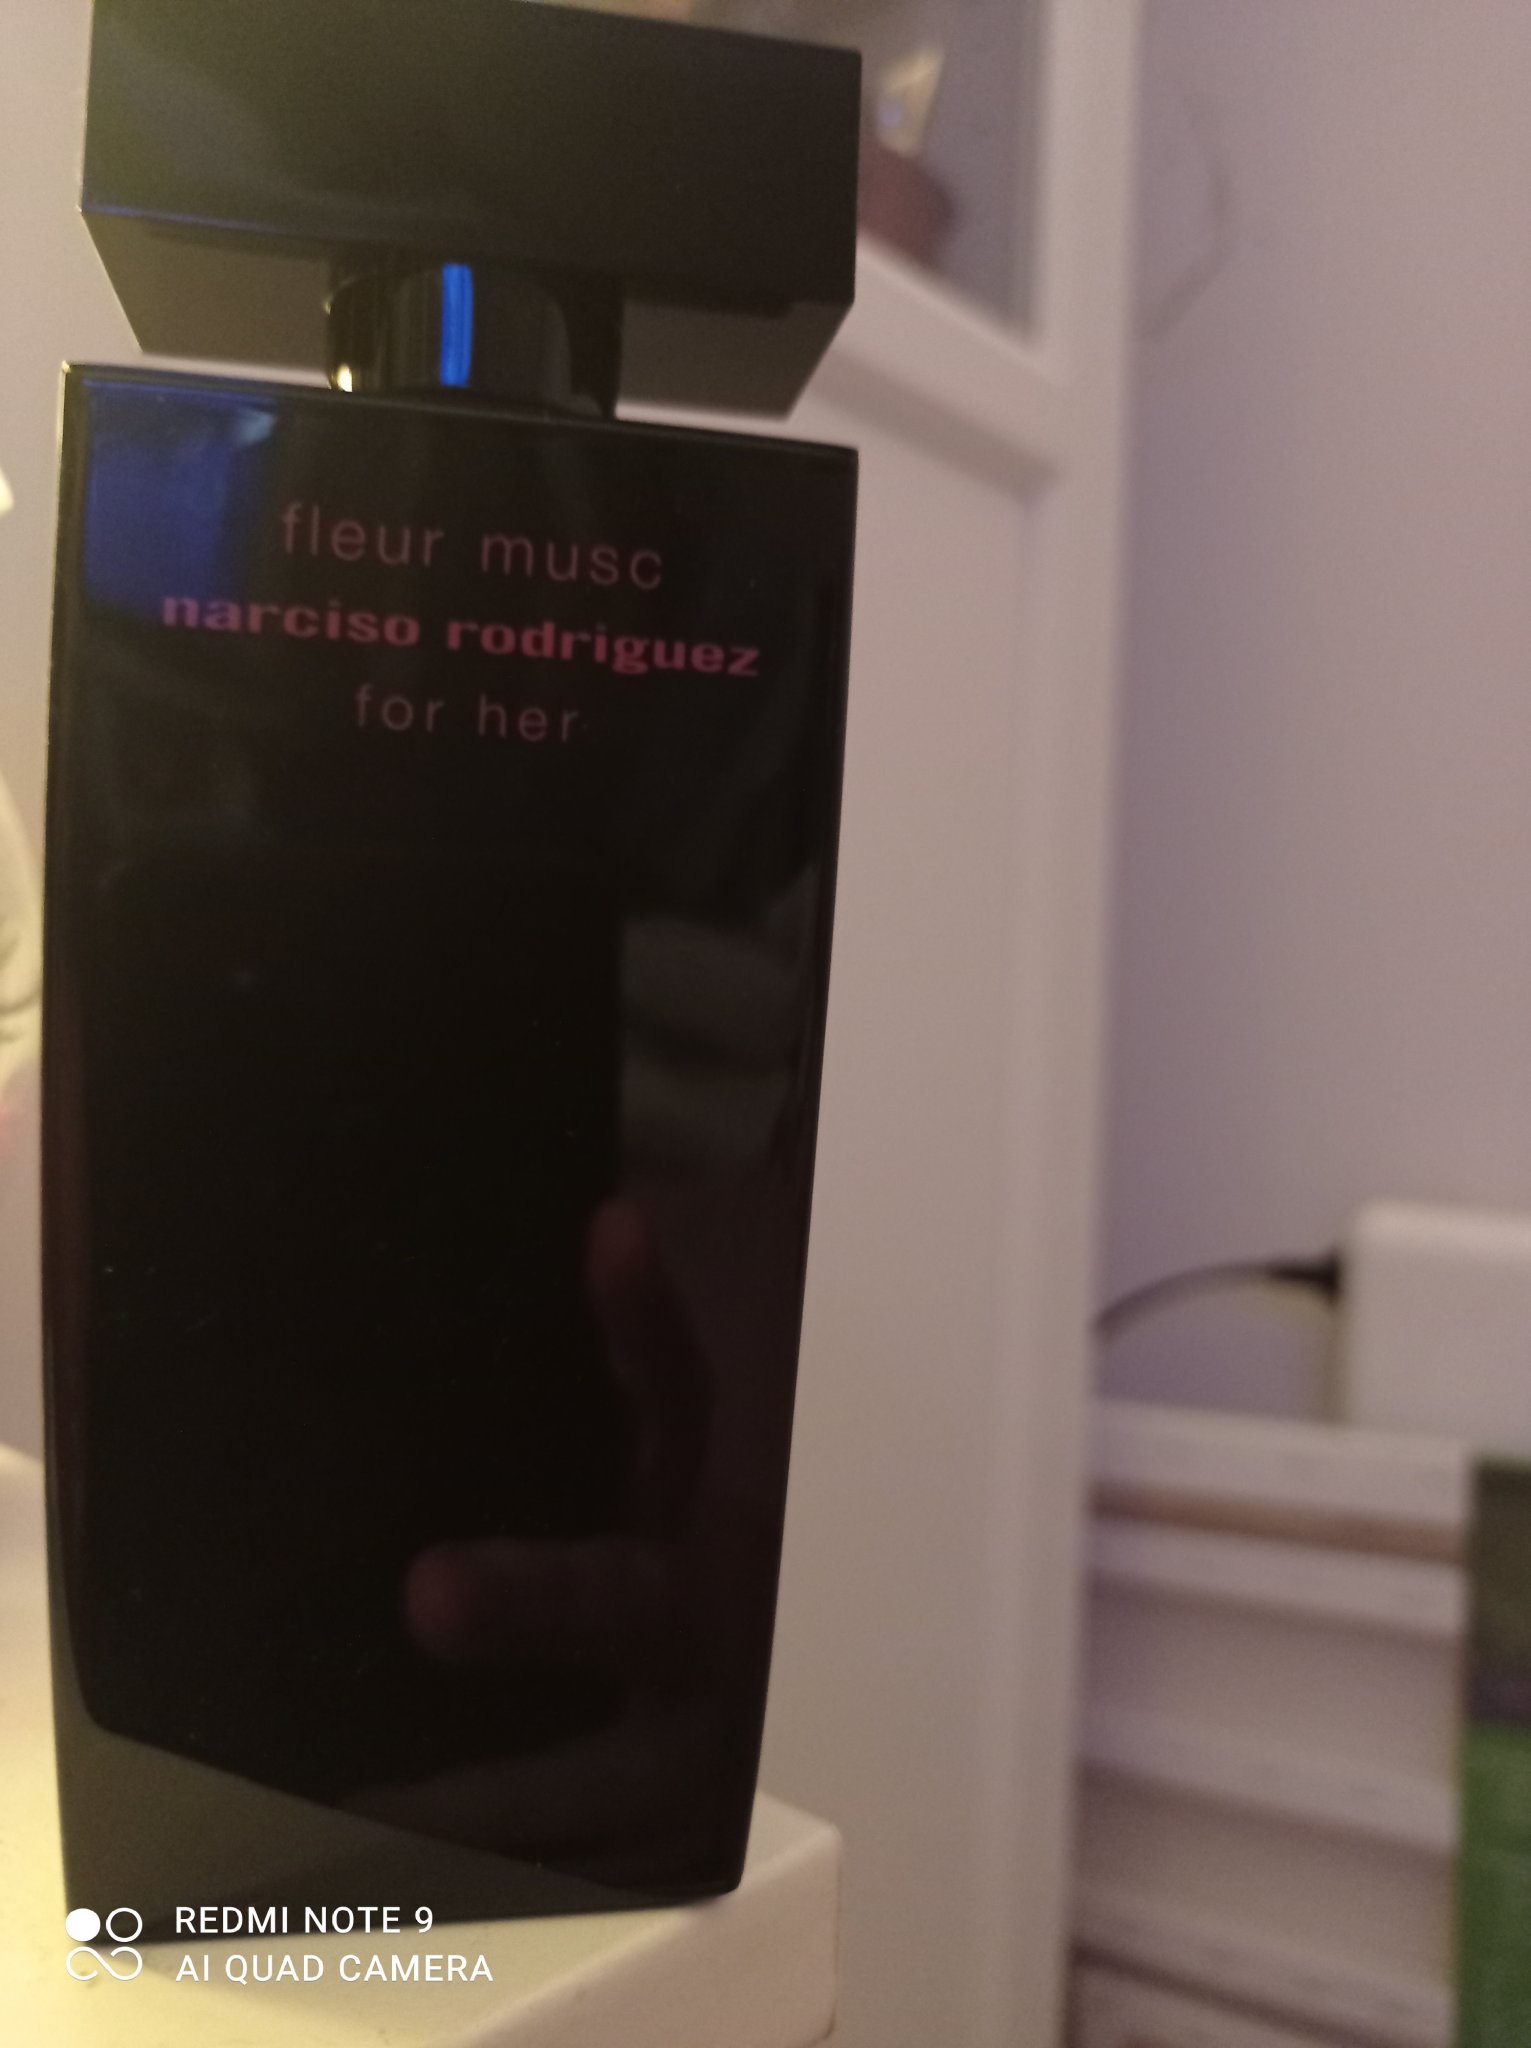 fleur musc
narciso rodriguez
for her
REDMI NOTE 9
AI QUAD CAMERA